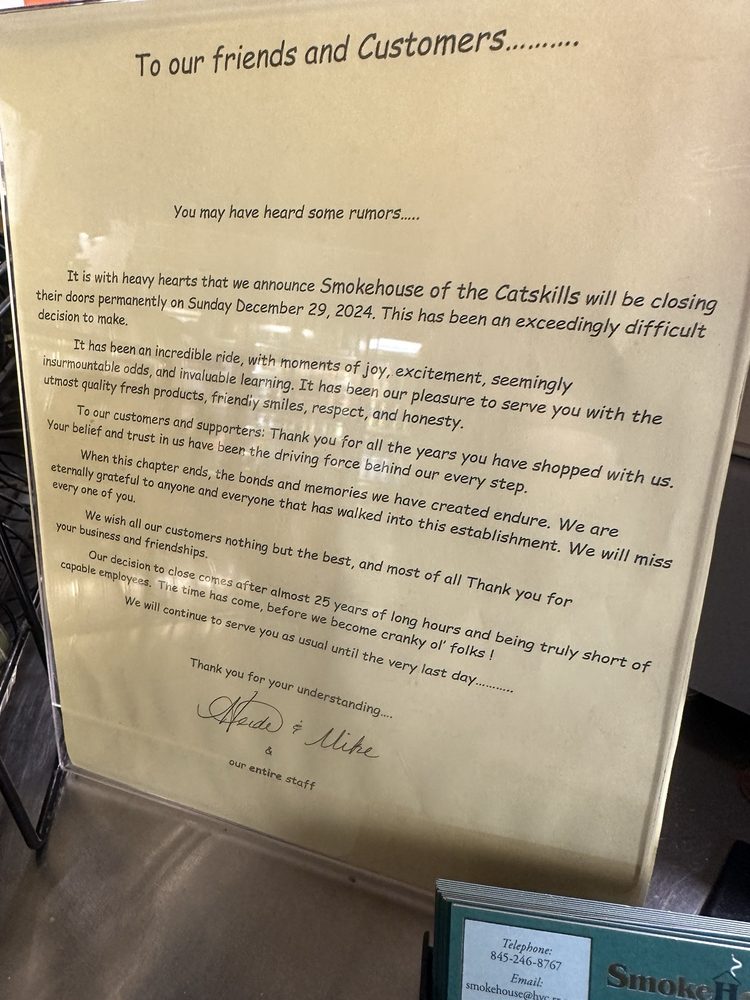 To our friends and Customers..........
You may have heard some rumors.....
It is with heavy hearts that we announce Smokehouse of the Catskills will be closing
their doors permanently on Sunday December 29, 2024. This has been an exceedingly difficult
decision to make.
It has been an incredible ride, with moments of joy, excitement, seemingly
insurmountable odds, and invaluable learning. It has been our pleasure to serve you with the
utmost quality fresh products, friendly smiles, respect, and honesty.
To our customers and supporters: Thank you for all the years you have shopped with us.
Your belief and trust in us have been the driving force behind our every step.
When this chapter ends, the bonds and memories we have created endure. We are
eternally grateful to anyone and everyone that has walked into this establishment. We will miss
every one of you.
We wish all our customers nothing but the best, and most of all Thank you for
your business and friendships.
Our decision to close comes after almost 25 years of long hours and being truly short of
capable employees. The time has come, before we become cranky ol' folks !
We will continue to serve you as usual until the very last day...........
Thank you for your understanding....
& Mike
&
our entire staff
Telephone:
845-246-8767
Email:
smokehouse@hvc
SmokeH